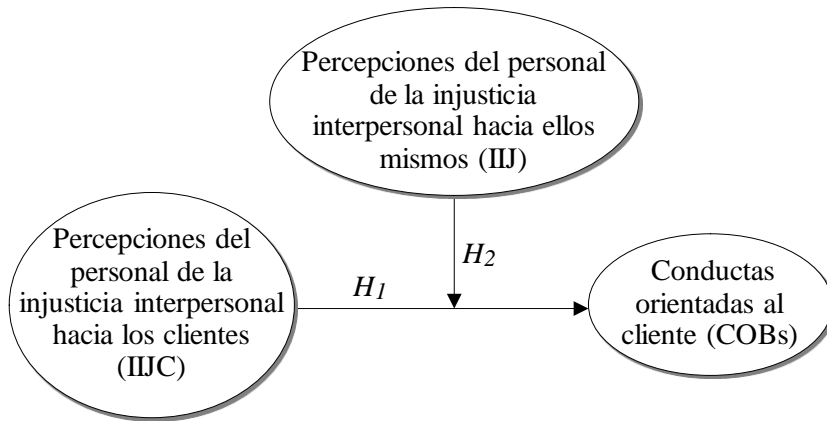 Percepciones del personal
de la injusticia
interpersonal hacia ellos
mismos (IIJ)
Percepciones del
personal de la
injusticia interpersonal
hacia los clientes
(IIJC)
H1
H2
Conductas
orientadas al
cliente (COBs)